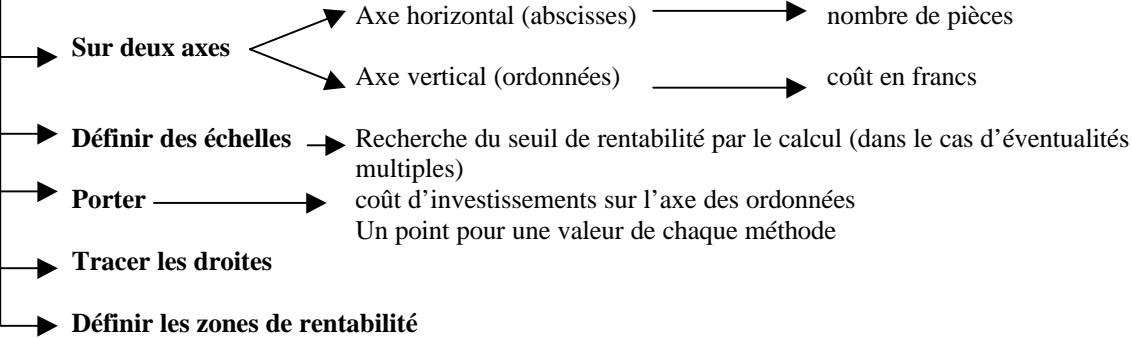 Axe horizontal (abscisses) nombre de pièces
Sur deux axes
Axe vertical (ordonnées) coût en francs
Définir des échelles Recherche du seuil de rentabilité par le calcul (dans le cas d’éventualités
multiples)
Porter coût d’investissements sur l’axe des ordonnées
Un point pour une valeur de chaque méthode
Tracer les droites
Définir les zones de rentabilité